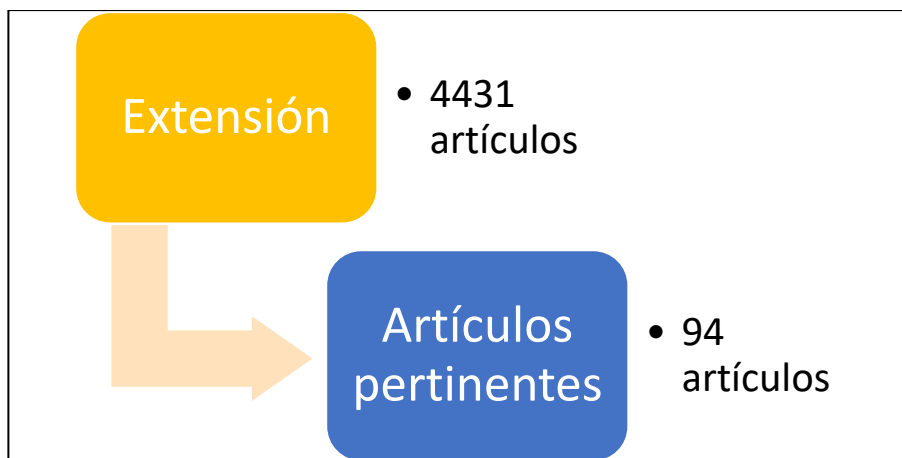 Extensión
• 4431
artículos
Artículos
pertinentes
• 94
artículos